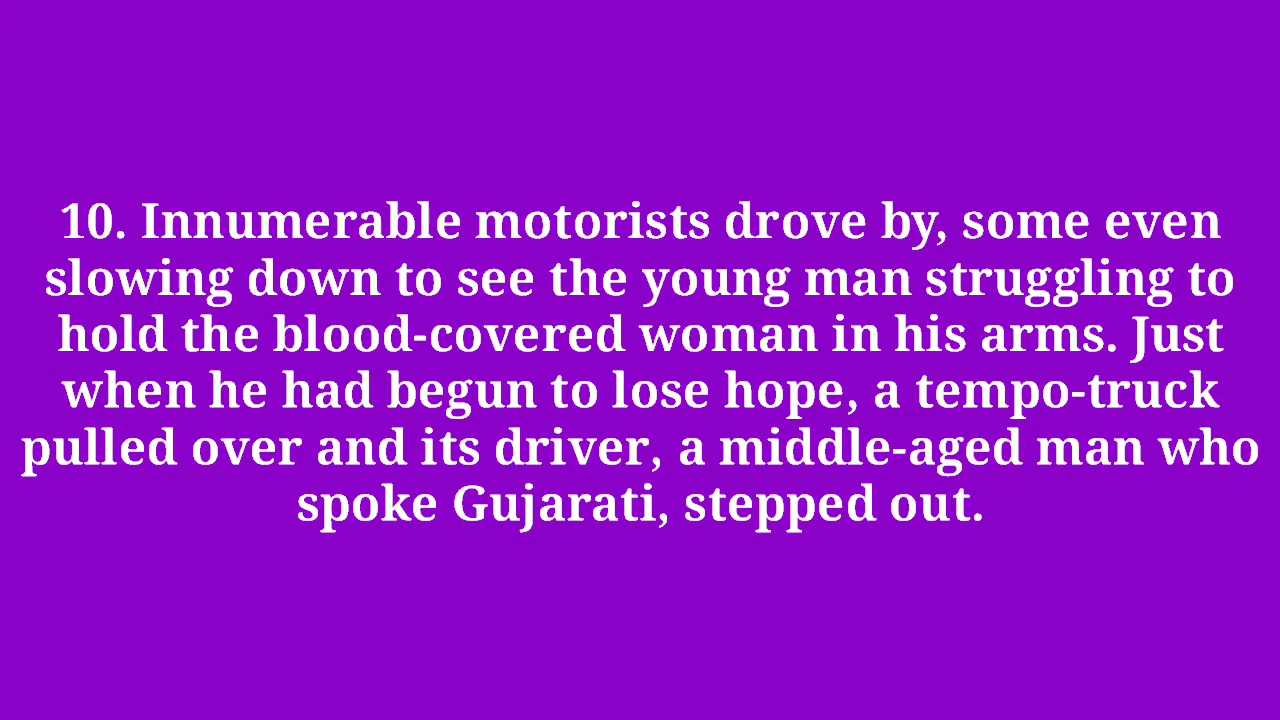 10. Innumerable motorists drove by, some even
slowing down to see the young man struggling to
hold the blood-covered woman in his arms. Just
when he had begun to lose hope, a tempo-truck
pulled over and its driver, a middle-aged man who
spoke Gujarati, stepped out.